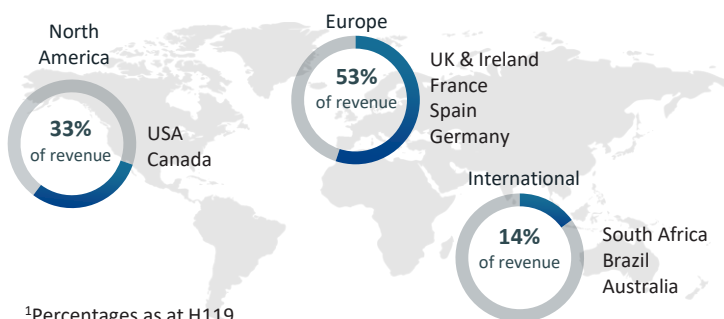 North
America
33%
of revenue
USA
Canada
Europe
53%
of revenue
UK & Ireland
France
Spain
Germany
International
14%
of revenue
South Africa
Brazil
Australia
1Percentages as at H119